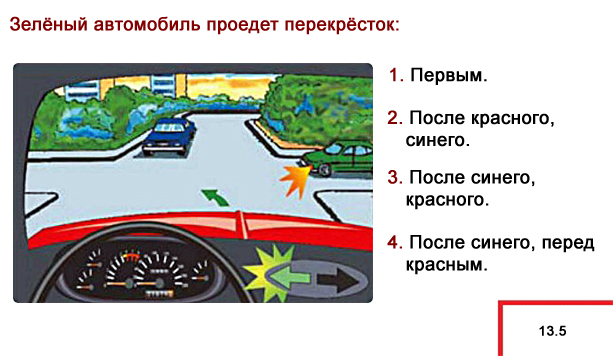 Зелёный автомобиль проедет перекрёсток:
1. Первым.
2. После красного,
синего.
3. После синего,
красного.
4. После синего, перед
красным.
13.5